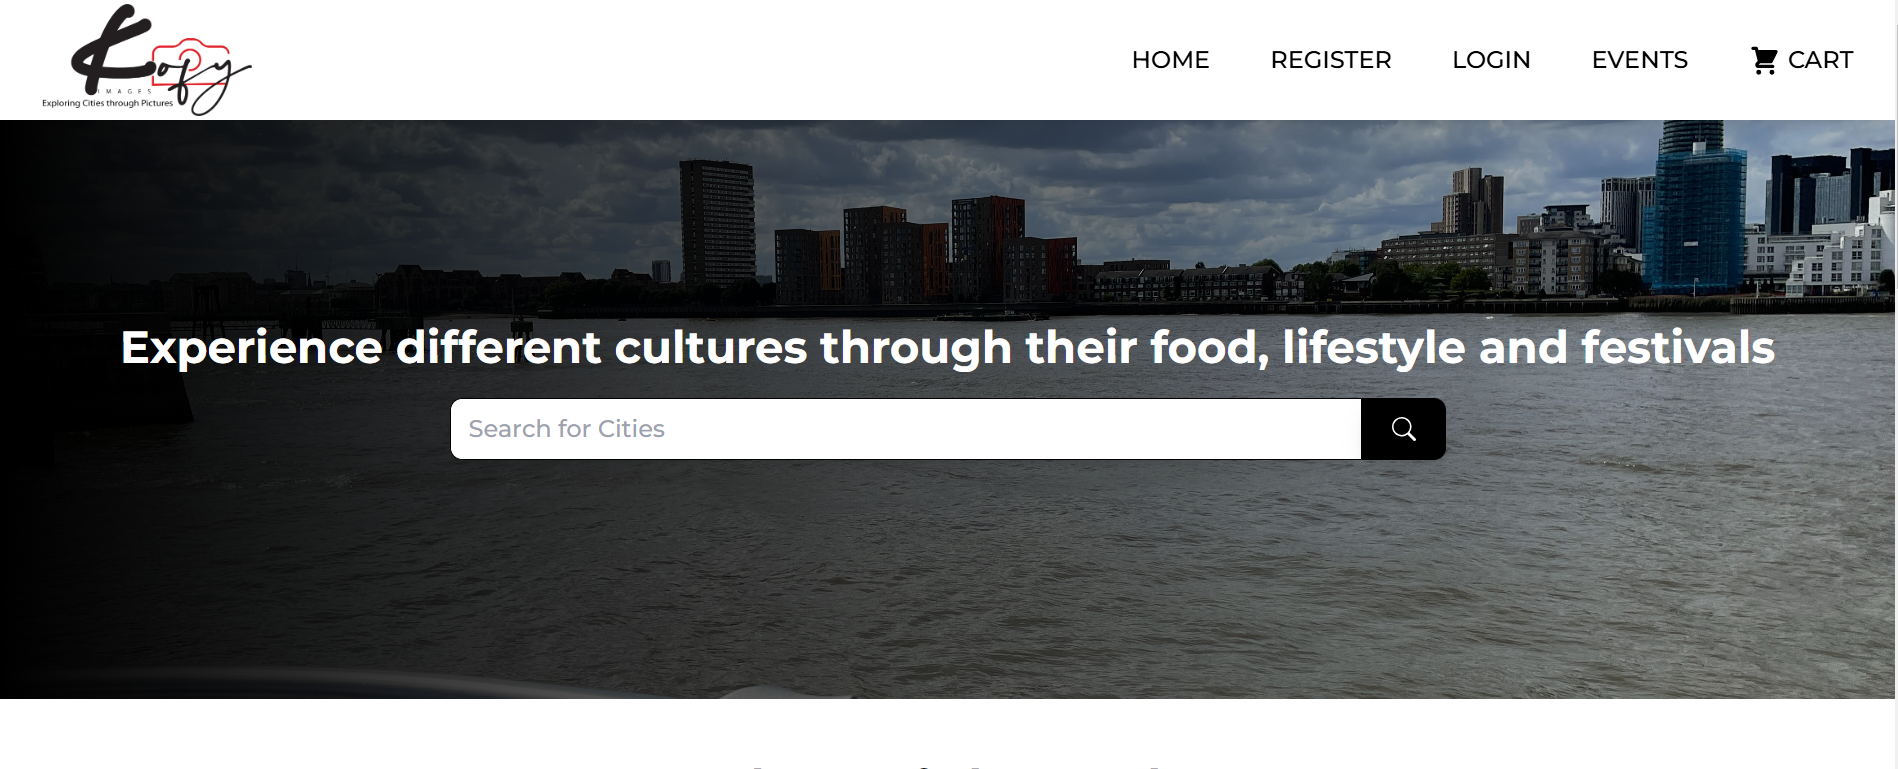 Kopy
IMAGES
Exploring Cities through Pictures
HOME
REGISTER
LOGIN
EVENTS
CART
Experience different cultures through their food, lifestyle and festivals
Search for Cities